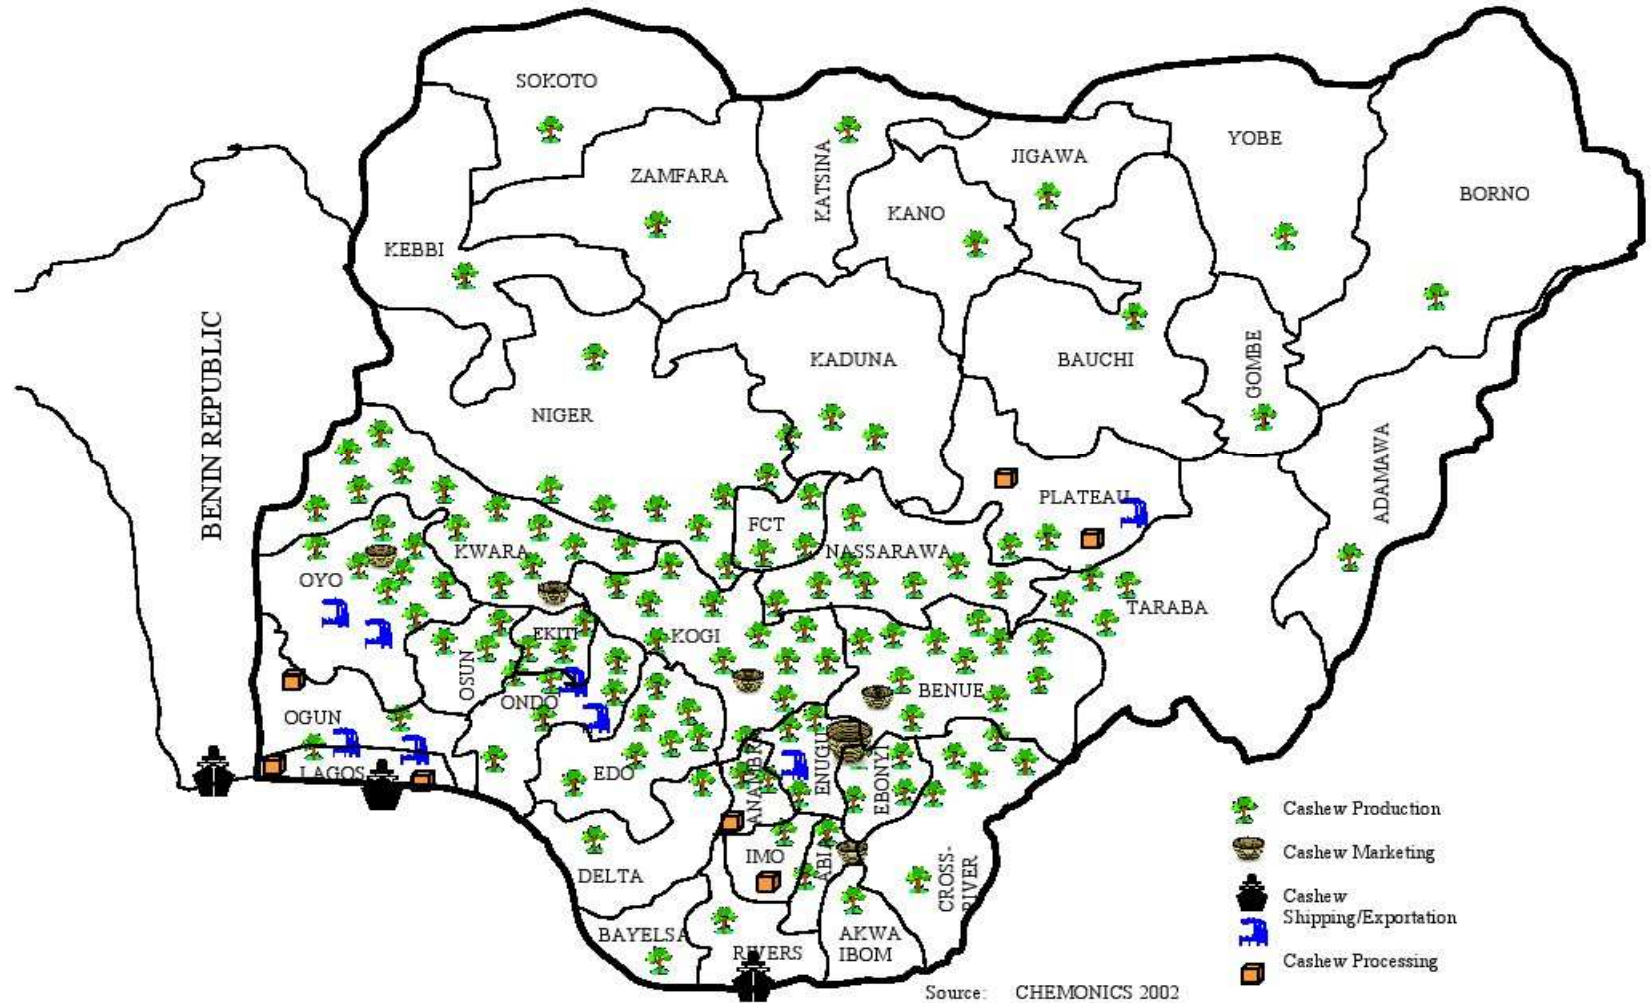 SOKOTO
ZAMFARA
KATSINA
KANO
JIGAWA
YOBE
BORNO
KEBBI
BENIN REPUBLIC
NIGER
KADUNA
BAUCHI
GOMBE
ADAMAWA
PLATEAU
FCT
KWARA
NASSARAWA
OYO
TARABA
EKITI
KOGI
OSUN
ONDO
BENUE
OGUN
LAGOS
EDO
ANAMBRA
ENUGU
EBONYI
IMO
ABIA
CROSS-
RIVER
DELTA
BAYELSA
RIVERS
AKWA
IBOM
Cashew Production
Cashew Marketing
Cashew
Shipping/Exportation
Cashew Processing
Source: CHEMONICS 2002